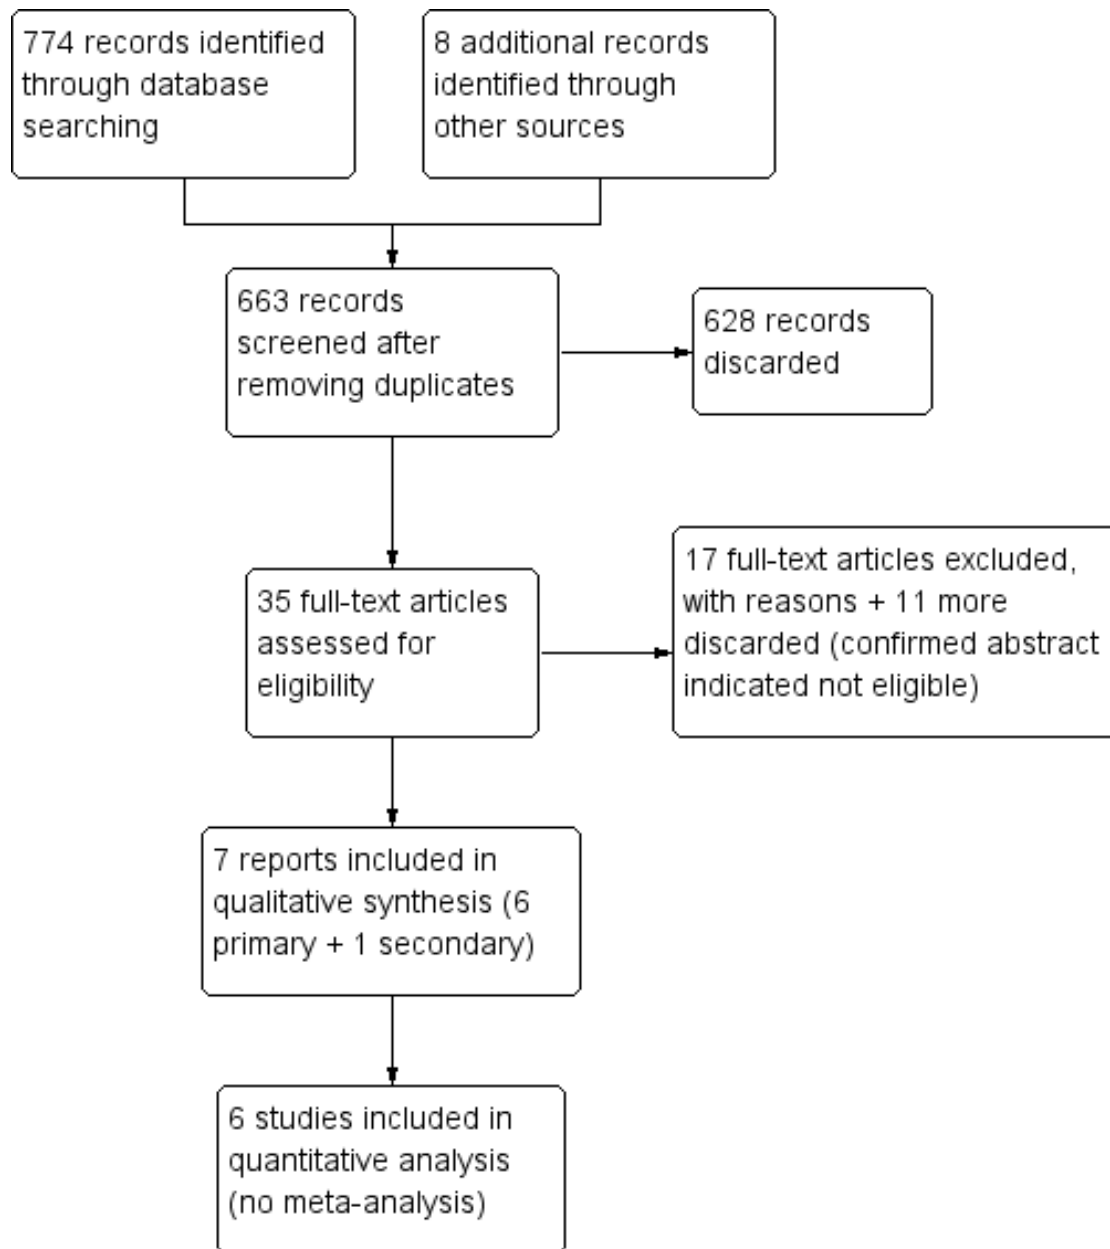 774 records identified
through database
searching
8 additional records
identified through
other sources
663 records
screened after
removing duplicates
628 records
discarded
35 full-text articles
assessed for
eligibility
17 full-text articles excluded,
with reasons + 11 more
discarded (confirmed abstract
indicated not eligible)
7 reports included in
qualitative synthesis (6
primary + 1 secondary)
6 studies included in
quantitative analysis
(no meta-analysis)